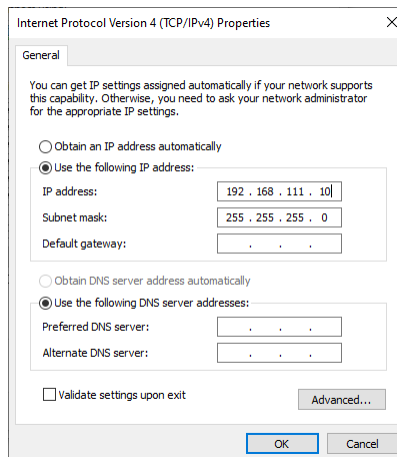 Internet Protocol Version 4 (TCP/IPv4) Properties
General
You can get IP settings assigned automatically if your network supports
this capability. Otherwise, you need to ask your network administrator
for the appropriate IP settings.
Obtain an IP address automatically
Use the following IP address:
IP address: 192 . 168 . 111 . 10
Subnet mask: 255 . 255 . 255 . 0
Default gateway: . . .
Obtain DNS server address automatically
Use the following DNS server addresses:
Preferred DNS server: . . .
Alternate DNS server: . . .
Validate settings upon exit
Advanced...
OK Cancel